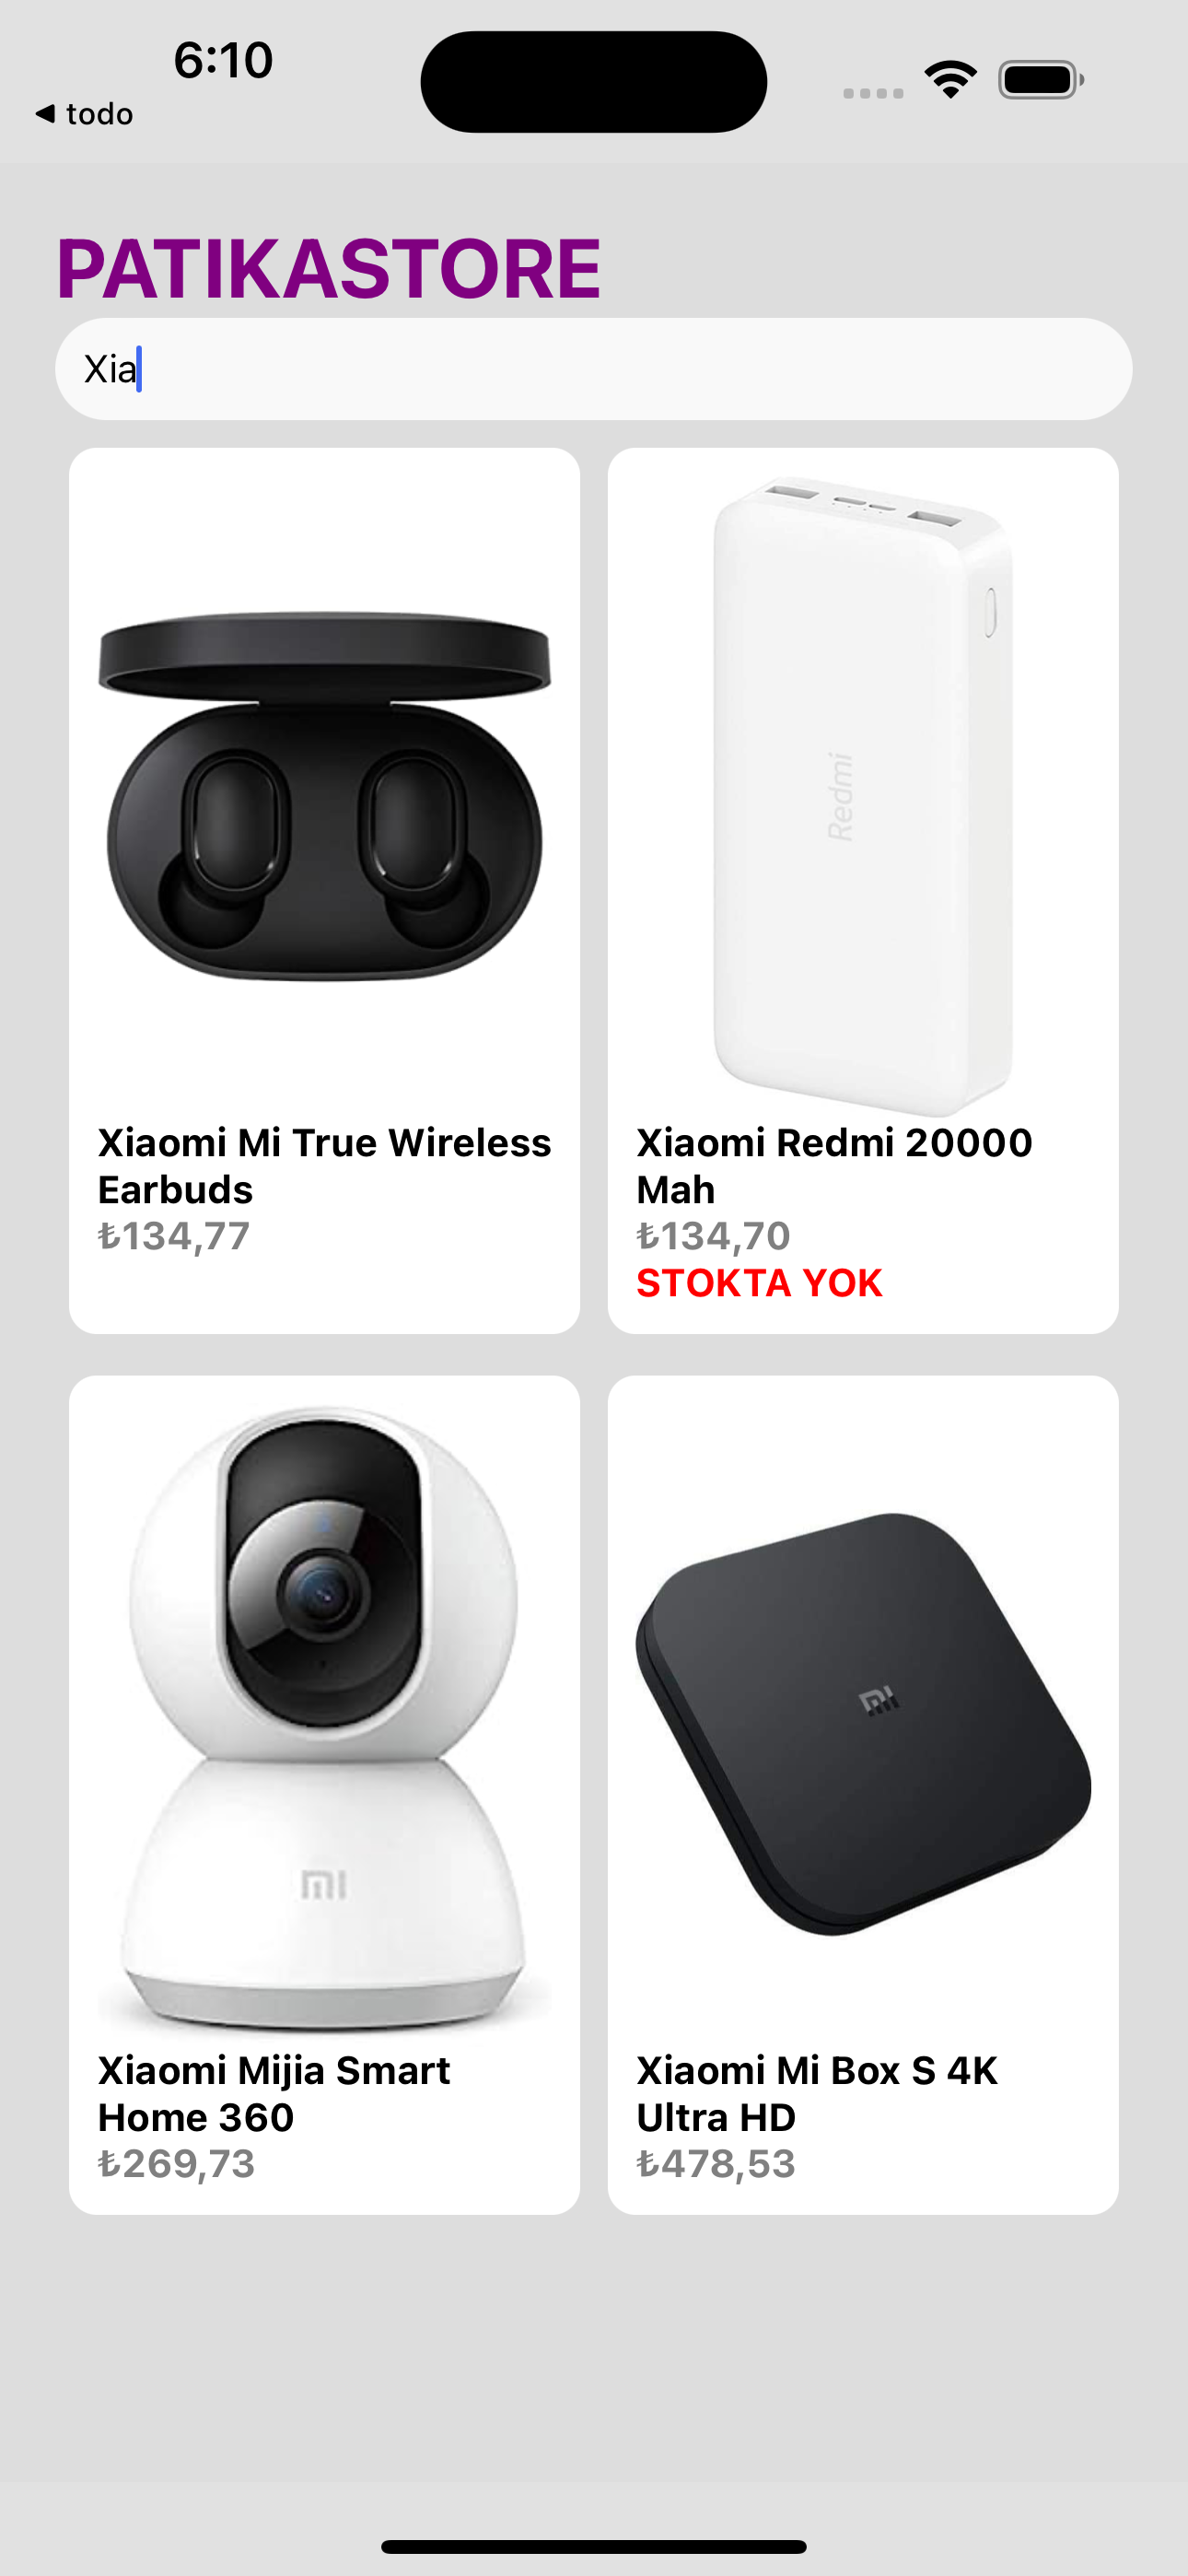 6:10
◀ todo
PATIKASTORE
Xia
Redmi
Xiaomi Mi True Wireless
Earbuds
₺134,77
Xiaomi Redmi 20000
Mah
₺134,70
STOKTA YOK
mi
mi
Xiaomi Mijia Smart
Home 360
₺269,73
Xiaomi Mi Box S 4K
Ultra HD
₺478,53